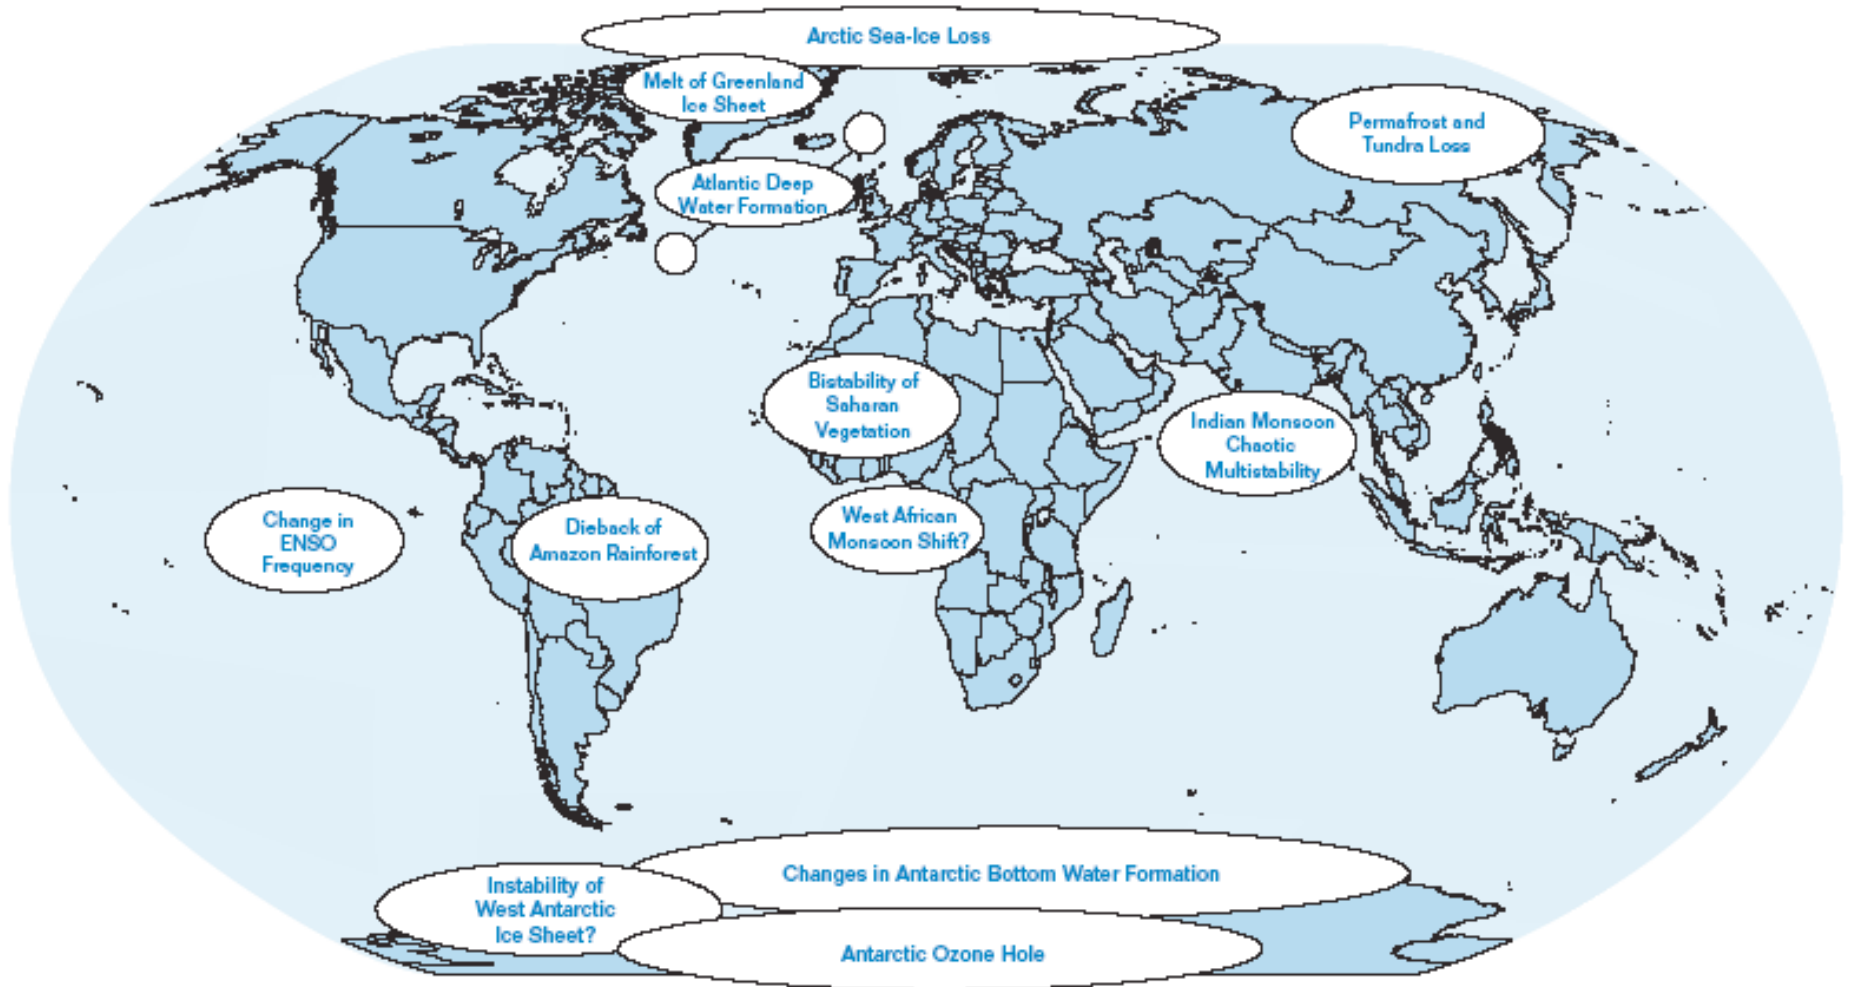 Arctic Sea-Ice Loss
Melt of Greenland
Ice Sheet
Permafrost and
Tundra Loss
Atlantic Deep
Water Formation
Bistability of
Saharan
Vegetation
Indian Monsoon
Chaotic
Multistability
Change in
ENSO
Frequency
Dieback of
Amazon Rainforest
West African
Monsoon Shift?
Changes in Antarctic Bottom Water Formation
Instability of
West Antarctic
Ice Sheet?
Antarctic Ozone Hole